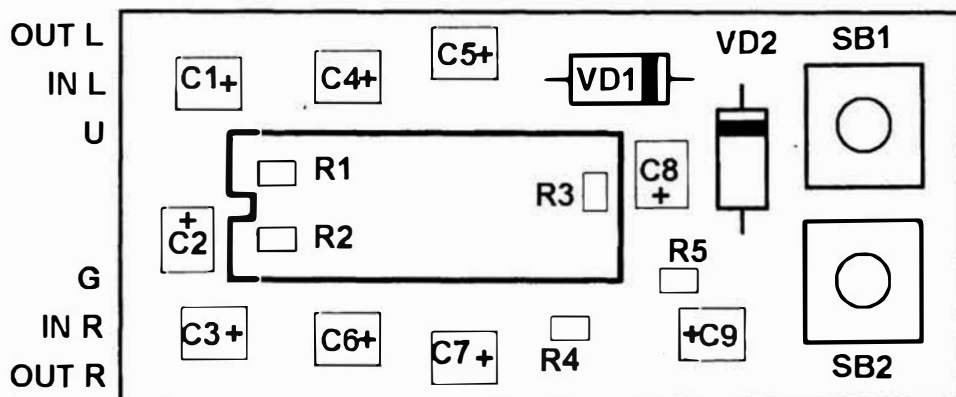 OUT L
IN L
U
G
IN R
OUT R
C1+
C4+
C5+
VD1
VD2
SB1
R1
R2
R3
C8
+
+
C2
R5
C3+
C6+
C7+
R4
+C9
SB2